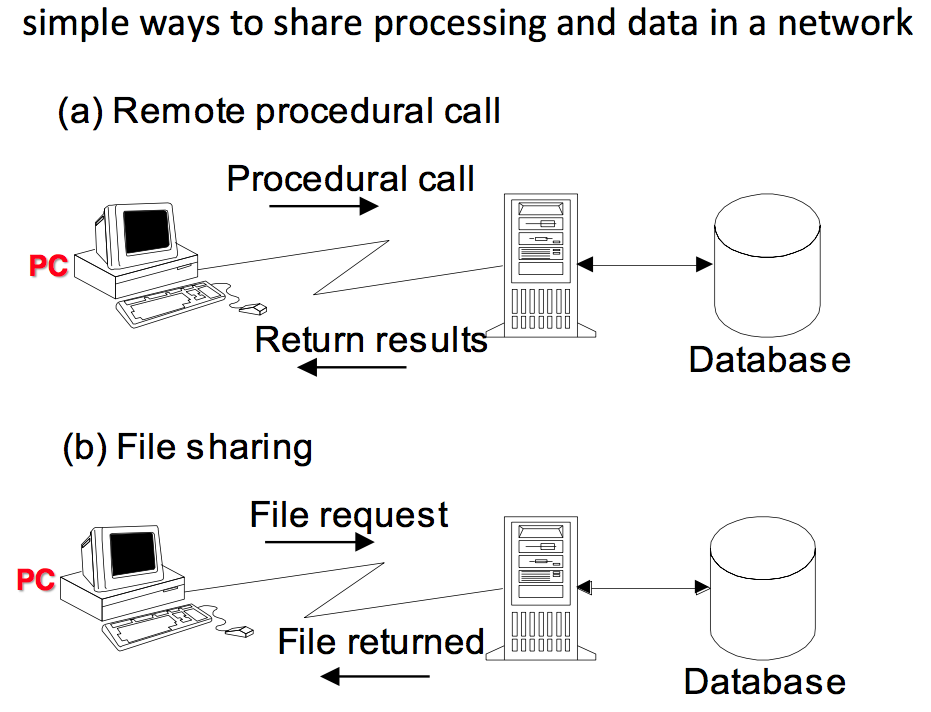 simple ways to share processing and data in a network
(a) Remote procedural call
Procedural call
PC
Return results
Database
(b) File sharing
File request
PC
File returned
Database